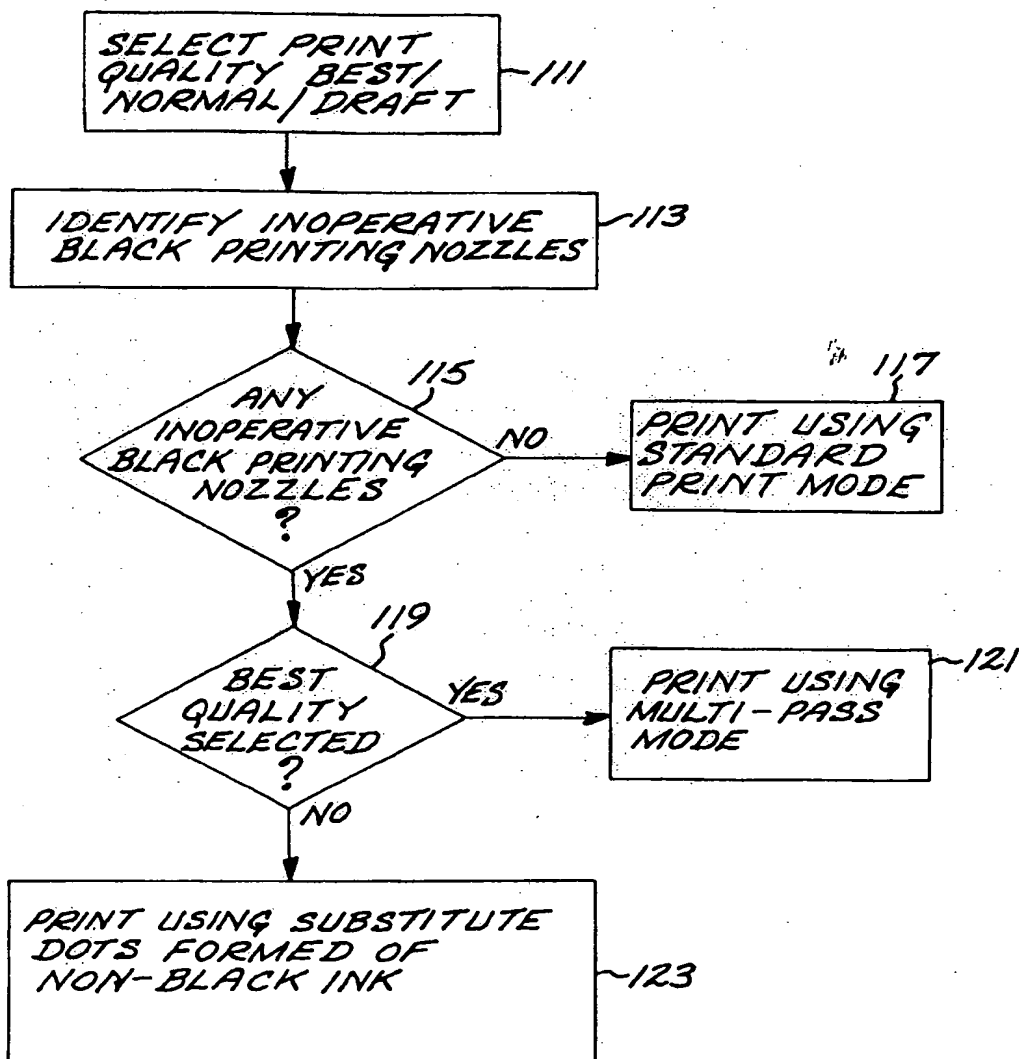 SELECT PRINT
QUALITY BEST/
NORMAL/DRAFT
111
IDENTIFY INOPERATIVE
BLACK PRINTING NOZZLES
113
ANY
INOPERATIVE
BLACK PRINTING
NOZZLES
?
115
NO
117
PRINT USING
STANDARD
PRINT MODE
YES
119
BEST
QUALITY
SELECTED
?
YES
121
PRINT USING
MULTI-PASS
MODE
NO
PRINT USING SUBSTITUTE
DOTS FORMED OF
NON-BLACK INK
123